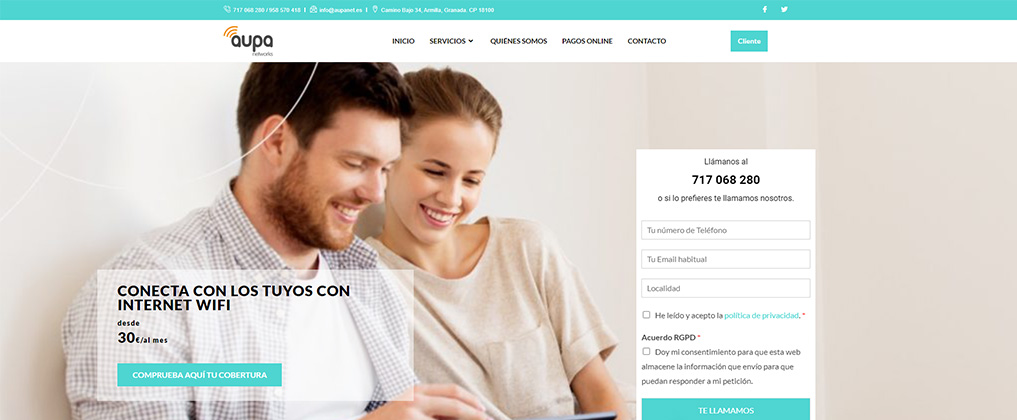 717 068 280 / 958 570 418 | info@aupanet.es | Camino Bajo 34, Armilla, Granada. CP 18100
aupa
networks
INICIO SERVICIOS QUIÉNES SOMOS PAGOS ONLINE CONTACTO Cliente
Llámanos al
717 068 280
o si lo prefieres te llamamos nosotros.
Tu número de Teléfono
Tu Email habitual
Localidad
He leído y acepto la política de privacidad. *
Acuerdo RGPD *
Doy mi consentimiento para que esta web
almacene la información que envío para que
puedan responder a mi petición.
TE LLAMAMOS
CONECTA CON LOS TUYOS CON
INTERNET WIFI
desde
30€/al mes
COMPRUEBA AQUÍ TU COBERTURA